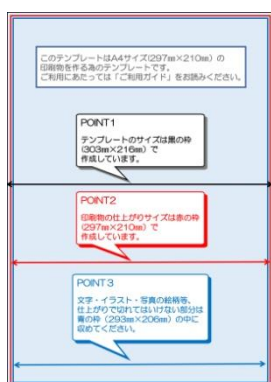 このテンプレートはA4サイズ(297㎜×210㎜)の
印刷物を作る為のテンプレートです。
ご利用にあたっては「ご利用ガイド」をお読みください。
POINT1
テンプレートのサイズは黒の枠
(303㎜×216㎜)で
作成しています。
POINT2
印刷物の仕上がりサイズは赤の枠
(297㎜×210㎜)で
作成しています。
POINT3
文字・イラスト・写真の絵柄等、
仕上がりで切れてはいけない部分は
青の枠(293㎜×206㎜)の中に
収めてください。